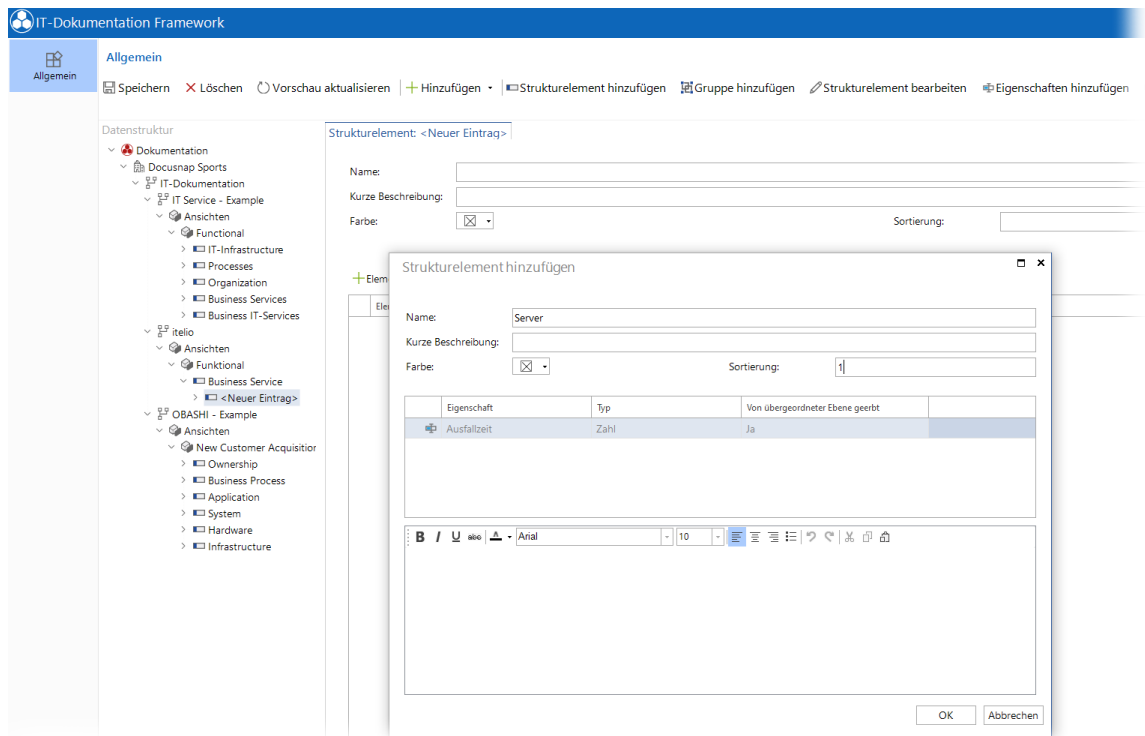 IT-Dokumentation Framework
Allgemein
Allgemein
Speichern Löschen Vorschau aktualisieren Hinzufügen Strukturelement hinzufügen Gruppe hinzufügen Strukturelement bearbeiten Eigenschaften hinzufügen
Datenstruktur
Dokumentation
Docusnap Sports
IT-Dokumentation
IT Service - Example
Ansichten
Functional
IT-Infrastructure
Processes
Organization
Business Services
Business IT-Services
itelio
Ansichten
Funktional
Business Service
<Neuer Eintrag>
OBASHI - Example
Ansichten
New Customer Acquisition
Ownership
Business Process
Application
System
Hardware
Infrastructure
Strukturelement: <Neuer Eintrag>
Name:
Kurze Beschreibung:
Farbe: Sortierung:
Elem
Ele
Strukturelement hinzufügen
Name: Server
Kurze Beschreibung:
Farbe: Sortierung: 1
Eigenschaft Typ Von übergeordneter Ebene geerbt
Ausfallzeit Zahl Ja
B I U abc A Arial 10
OK Abbrechen